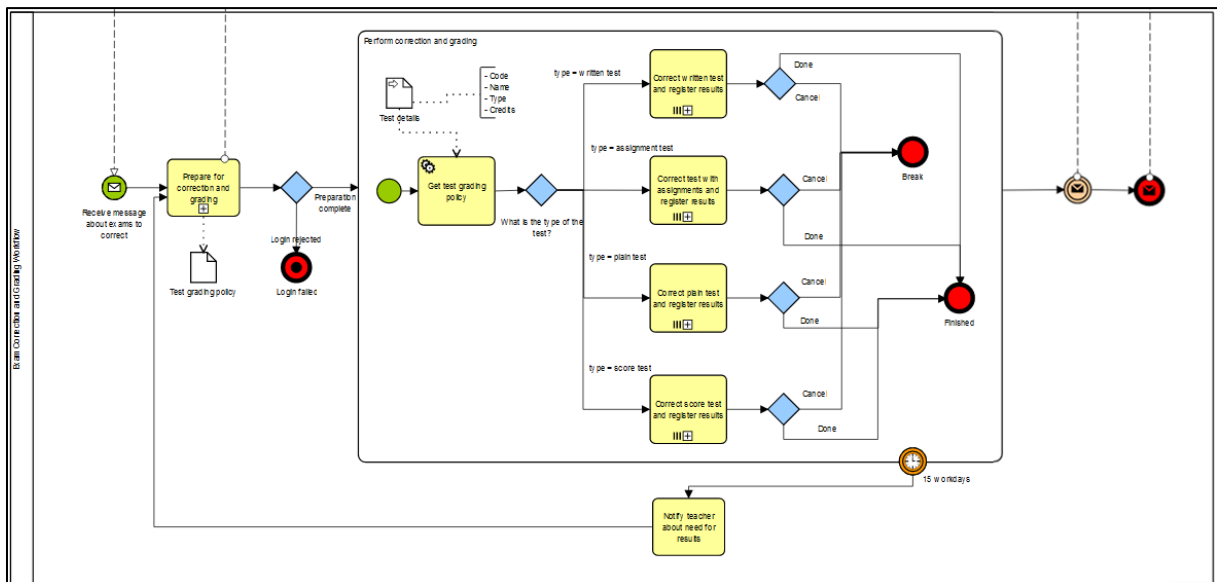 Exam Correction and Grading Workflow
Receive message
about exams to
correct
Prepare for
correction and
grading
Test grading policy
Preparation
complete
Login rejected
Login failed
Perform correction and grading
Test details
- Code
- Name
- Type
- Credits
Get test grading
policy
What is the type of the
test?
type = written test
Correct written test
and register results
Done
Cancel
type = assignment test
Correct test with
assignments and
register results
Cancel
Done
type = plain test
Correct plain test
and register results
Cancel
Done
type = score test
Correct score test
and register results
Cancel
Done
Break
Finished
15 workdays
Notify teacher
about need for
results